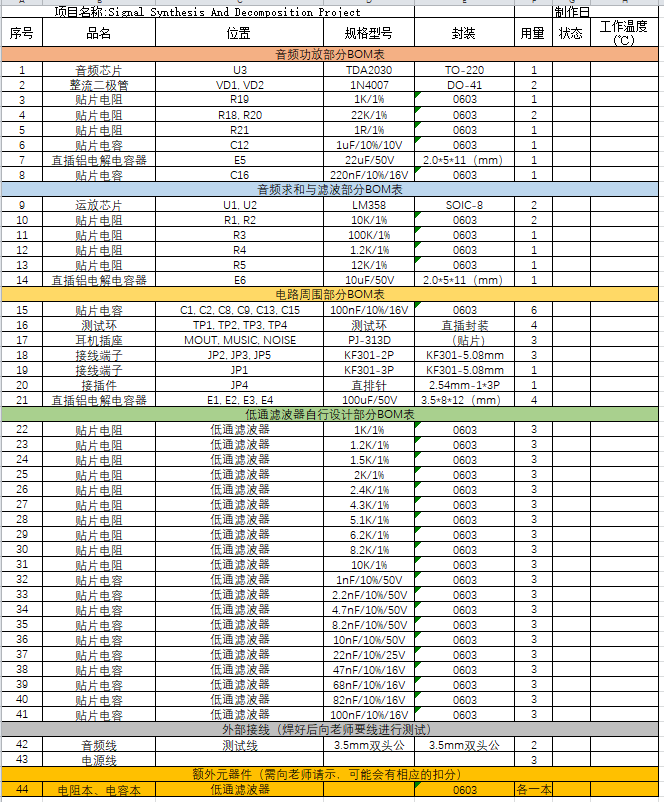 项目名称:Signal Synthesis And Decomposition Project 制作日
序号 品名 位置 规格型号 封装 用量 状态 工作温度(℃)
音频功放部分BOM表
1 音频芯片 U3 TDA2030 TO-220 1
2 整流二极管 VD1, VD2 1N4007 DO-41 2
3 贴片电阻 R19 1K/1% 0603 1
4 贴片电阻 R18, R20 22K/1% 0603 2
5 贴片电阻 R21 1R/1% 0603 1
6 贴片电容 C12 1uF/10%/10V 0603 1
7 直插铝电解电容器 E5 22uF/50V 2.0*5*11（mm） 1
8 贴片电容 C16 220nF/10%/16V 0603 1
音频求和与滤波部分BOM表
9 运放芯片 U1, U2 LM358 SOIC-8 2
10 贴片电阻 R1, R2 10K/1% 0603 2
11 贴片电阻 R3 100K/1% 0603 1
12 贴片电阻 R4 1.2K/1% 0603 1
13 贴片电阻 R5 12K/1% 0603 1
14 直插铝电解电容器 E6 10uF/50V 2.0*5*11（mm） 1
电路周围部分BOM表
15 贴片电容 C1, C2, C8, C9, C13, C15 100nF/10%/16V 0603 6
16 测试环 TP1, TP2, TP3, TP4 测试环 直插封装 4
17 耳机插座 MOUT, MUSIC, NOISE PJ-313D （贴片） 3
18 接线端子 JP2, JP3, JP5 KF301-2P KF301-5.08mm 3
19 接线端子 JP1 KF301-3P KF301-5.08mm 1
20 接插件 JP4 直排针 2.54mm-1*3P 1
21 直插铝电解电容器 E1, E2, E3, E4 100uF/50V 3.5*8*12（mm） 4
低通滤波器自行设计部分BOM表
22 贴片电阻 低通滤波器 1K/1% 0603 3
23 贴片电阻 低通滤波器 1.2K/1% 0603 3
24 贴片电阻 低通滤波器 1.5K/1% 0603 3
25 贴片电阻 低通滤波器 2K/1% 0603 3
26 贴片电阻 低通滤波器 2.4K/1% 0603 3
27 贴片电阻 低通滤波器 4.3K/1% 0603 3
28 贴片电阻 低通滤波器 5.1K/1% 0603 3
29 贴片电阻 低通滤波器 6.2K/1% 0603 3
30 贴片电阻 低通滤波器 8.2K/1% 0603 3
31 贴片电阻 低通滤波器 10K/1% 0603 3
32 贴片电容 低通滤波器 1nF/10%/50V 0603 3
33 贴片电容 低通滤波器 2.2nF/10%/50V 0603 3
34 贴片电容 低通滤波器 4.7nF/10%/50V 0603 3
35 贴片电容 低通滤波器 8.2nF/10%/50V 0603 3
36 贴片电容 低通滤波器 10nF/10%/50V 0603 3
37 贴片电容 低通滤波器 22nF/10%/25V 0603 3
38 贴片电容 低通滤波器 47nF/10%/16V 0603 3
39 贴片电容 低通滤波器 68nF/10%/16V 0603 3
40 贴片电容 低通滤波器 82nF/10%/16V 0603 3
41 贴片电容 低通滤波器 100nF/10%/16V 0603 3
外部接线（焊好后向老师要线进行测试）
42 音频线 测试线 3.5mm双头公 3.5mm双头公 2
43 电源线 3
额外元器件（需向老师请示，可能会有相应的扣分）
44 电阻本、电容本 低通滤波器 0603 各一本